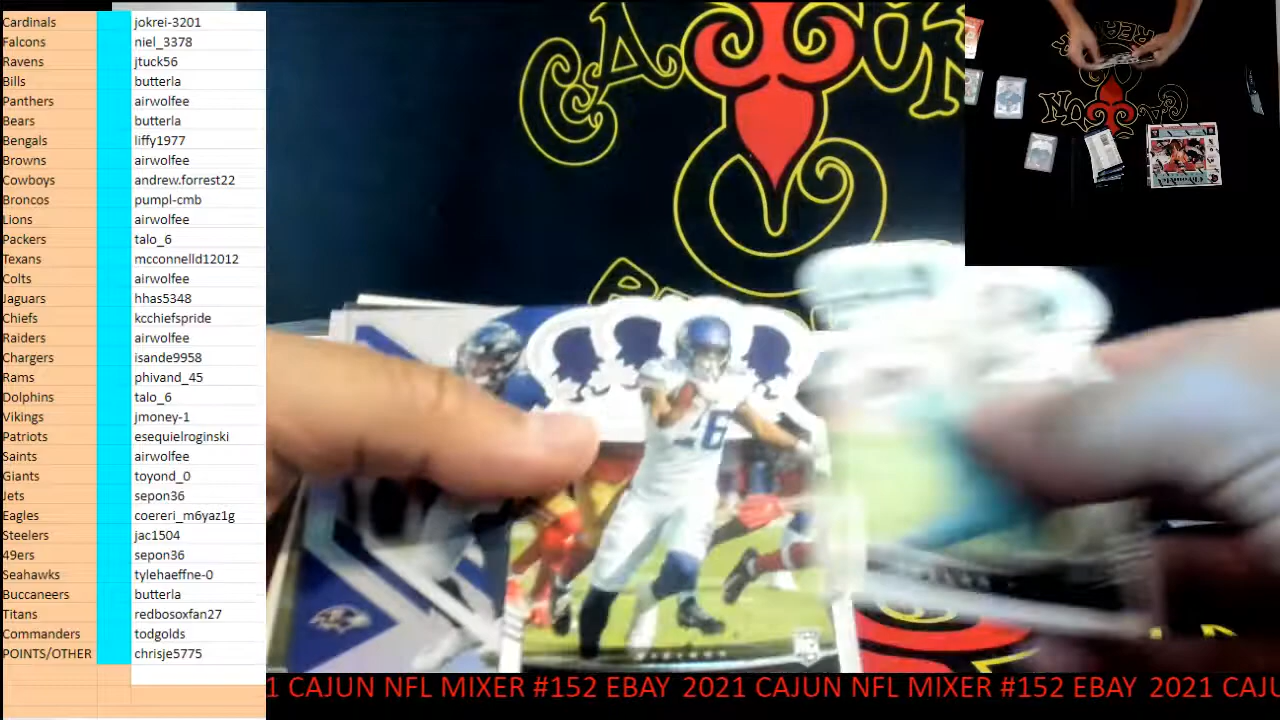 Cardinals jokrei-3201
Falcons niel_3378
Ravens jtuck56
Bills butterla
Panthers airwolfee
Bears butterla
Bengals liffy1977
Browns airwolfee
Cowboys andrew.forrest22
Broncos pumpl-cmb
Lions airwolfee
Packers talo_6
Texans mcconnelld12012
Colts airwolfee
Jaguars hhas5348
Chiefs kcchiefspride
Raiders airwolfee
Chargers isande9958
Rams phivand_45
Dolphins talo_6
Vikings jmoney-1
Patriots esequielroginski
Saints airwolfee
Giants toyond_0
Jets sepon36
Eagles coereri_m6yaz1g
Steelers jac1504
49ers sepon36
Seahawks tylehaeffne-0
Buccaneers butterla
Titans redbosoxfan27
Commanders todgolds
POINTS/OTHER chrisje5775
CAJUN
26
1 CAJUN NFL MIXER #152 EBAY 2021 CAJUN NFL MIXER #152 EBAY 2021 CAJU